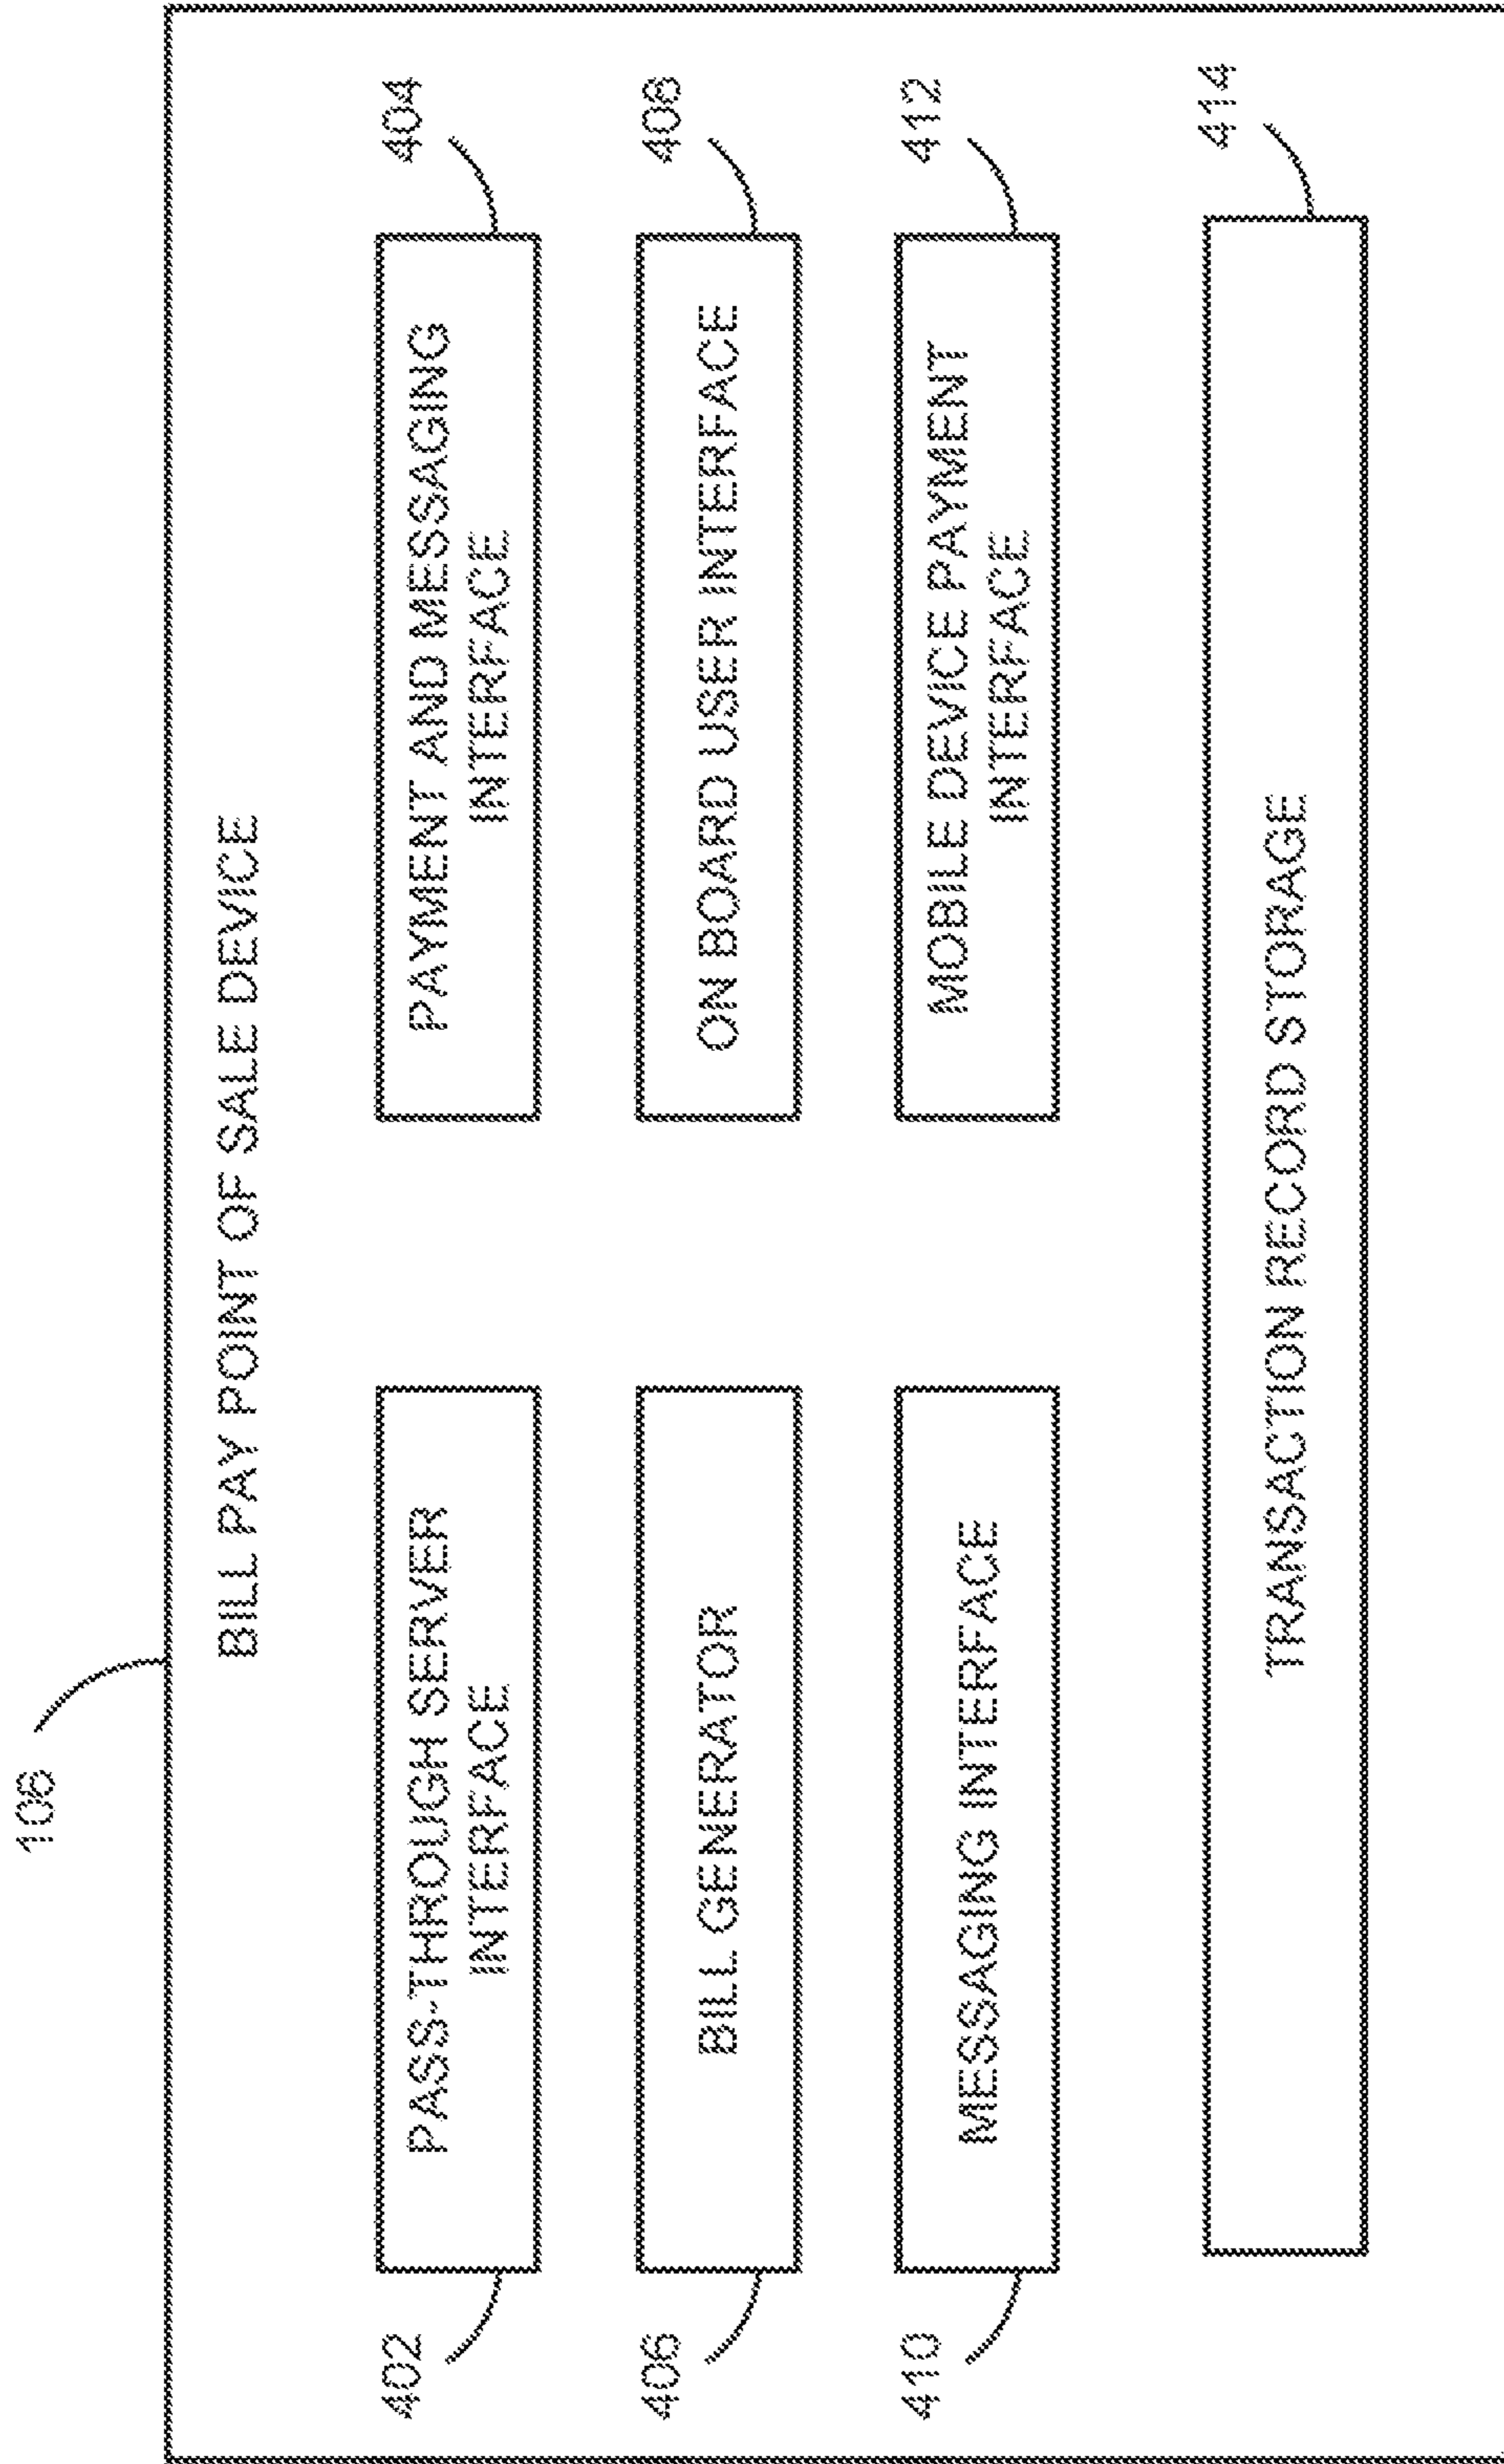 106
BILL PAY POINT OF SALE DEVICE
402
PASS-THROUGH SERVER
INTERFACE
PAYMENT AND MESSAGING
INTERFACE
404
406
BILL GENERATOR
ON BOARD USER INTERFACE
408
410
MESSAGING INTERFACE
MOBILE DEVICE PAYMENT
INTERFACE
412
TRANSACTION RECORD STORAGE
414